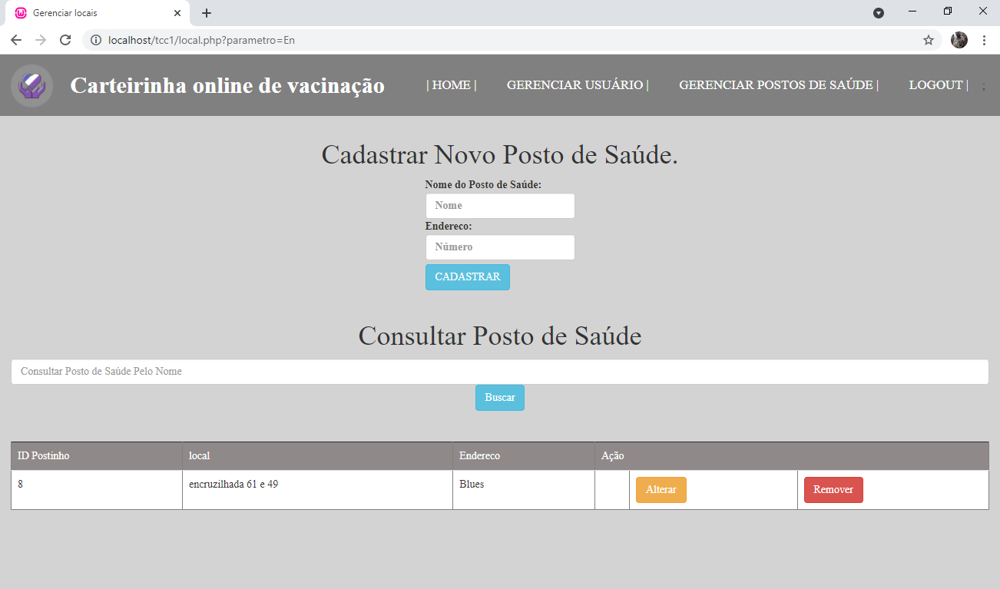 Gerenciar locais
localhost/tcc1/local.php?parametro=En
Carteirinha online de vacinação | HOME | GERENCIAR USUÁRIO | GERENCIAR POSTOS DE SAÚDE | LOGOUT | :
Cadastrar Novo Posto de Saúde.
Nome do Posto de Saúde:
Nome
Endereco:
Número
CADASTRAR
Consultar Posto de Saúde
Consultar Posto de Saúde Pelo Nome
Buscar
ID Postinho local Endereco Ação
8 encruzilhada 61 e 49 Blues Alterar Remover